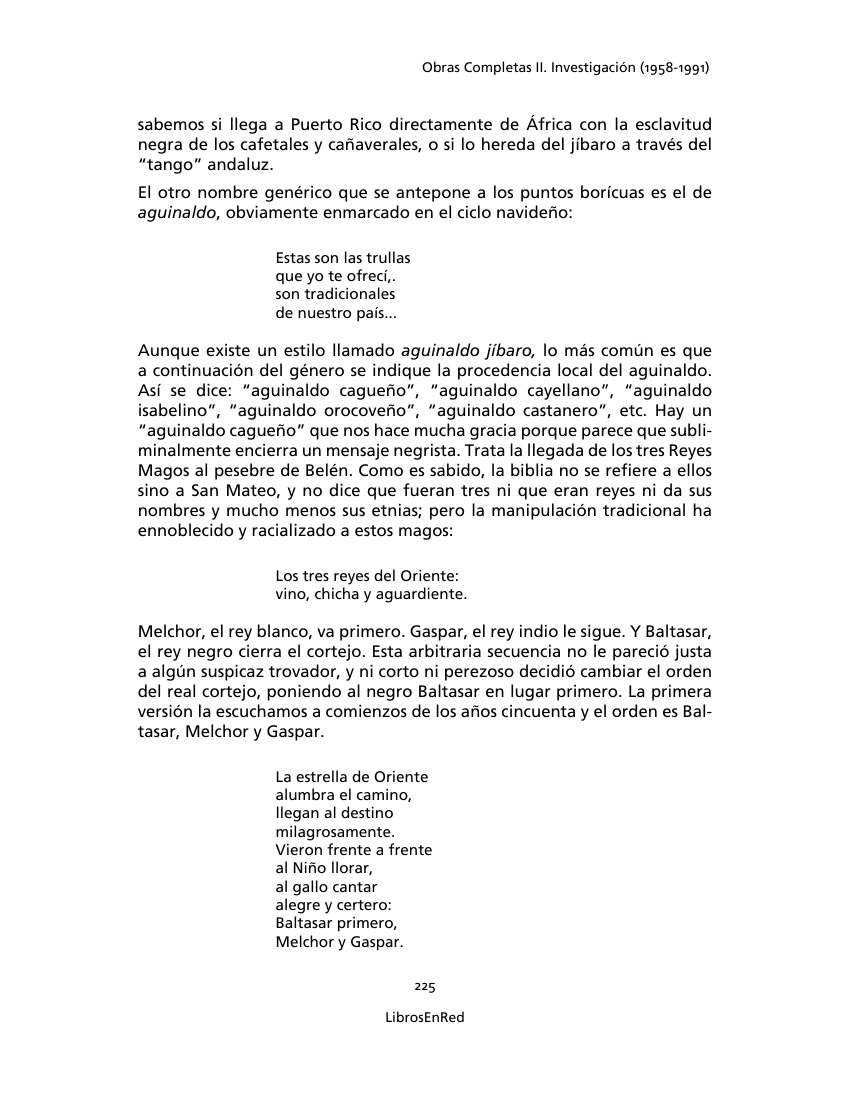 Obras Completas II. Investigación (1958-1991)
sabemos si llega a Puerto Rico directamente de África con la esclavitud
negra de los cafetales y cañaverales, o si lo hereda del jíbaro a través del
“tango” andaluz.
El otro nombre genérico que se antepone a los puntos borícuas es el de
aguinaldo, obviamente enmarcado en el ciclo navideño:
Estas son las trullas
que yo te ofrecí,.
son tradicionales
de nuestro país...
Aunque existe un estilo llamado aguinaldo jíbaro, lo más común es que
a continuación del género se indique la procedencia local del aguinaldo.
Así se dice: “aguinaldo cagueño”, “aguinaldo cayellano”, “aguinaldo
isabelino”, “aguinaldo orocoveño”, “aguinaldo castanero”, etc. Hay un
“aguinaldo cagueño” que nos hace mucha gracia porque parece que subli-
minalmente encierra un mensaje negrista. Trata la llegada de los tres Reyes
Magos al pesebre de Belén. Como es sabido, la biblia no se refiere a ellos
sino a San Mateo, y no dice que fueran tres ni que eran reyes ni da sus
nombres y mucho menos sus etnias; pero la manipulación tradicional ha
ennoblecido y racializado a estos magos:
Los tres reyes del Oriente:
vino, chicha y aguardiente.
Melchor, el rey blanco, va primero. Gaspar, el rey indio le sigue. Y Baltasar,
el rey negro cierra el cortejo. Esta arbitraria secuencia no le pareció justa
a algún suspicaz trovador, y ni corto ni perezoso decidió cambiar el orden
del real cortejo, poniendo al negro Baltasar en lugar primero. La primera
versión la escuchamos a comienzos de los años cincuenta y el orden es Bal-
tasar, Melchor y Gaspar.
La estrella de Oriente
alumbra el camino,
llegan al destino
milagrosamente.
Vieron frente a frente
al Niño llorar,
al gallo cantar
alegre y certero:
Baltasar primero,
Melchor y Gaspar.
225
LibrosEnRed